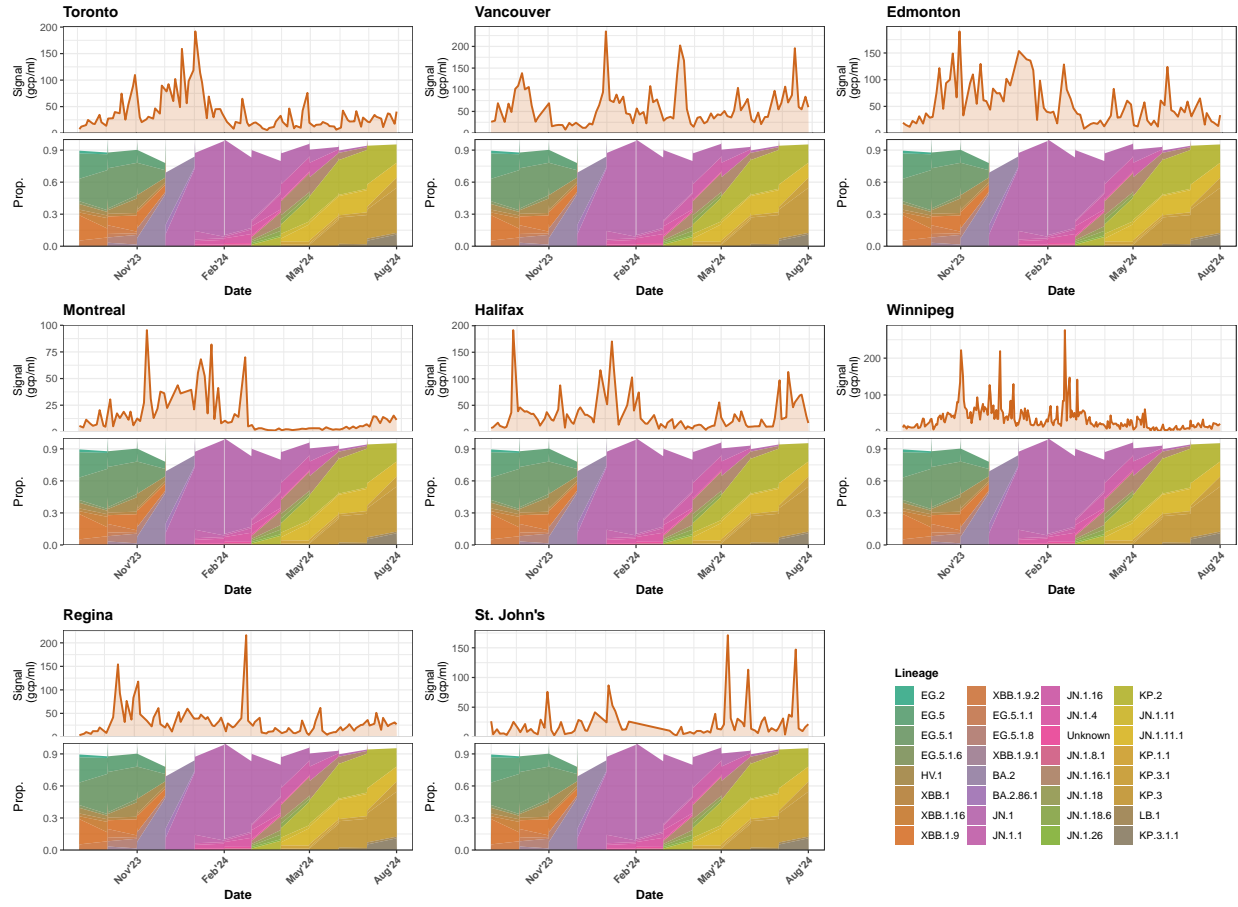 Toronto
Vancouver
Edmonton
Signal
(gcp/ml)
200
150
100
50
0
Prop.
0.9
0.6
0.3
0.0
Nov'23
Feb'24
May'24
Aug'24
Date
Signal
(gcp/ml)
200
150
100
50
0
Prop.
0.9
0.6
0.3
0.0
Nov'23
Feb'24
May'24
Aug'24
Date
Signal
(gcp/ml)
150
100
50
0
Prop.
0.9
0.6
0.3
0.0
Nov'23
Feb'24
May'24
Aug'24
Date
Montreal
Halifax
Winnipeg
Signal
(gcp/ml)
100
75
50
25
Prop.
0.9
0.6
0.3
0.0
Nov'23
Feb'24
May'24
Aug'24
Date
Signal
(gcp/ml)
200
150
100
50
0
Prop.
0.9
0.6
0.3
0.0
Nov'23
Feb'24
May'24
Aug'24
Date
Signal
(gcp/ml)
200
100
0
Prop.
0.9
0.6
0.3
0.0
Nov'23
Feb'24
May'24
Aug'24
Date
Regina
St. John's
Signal
(gcp/ml)
200
150
100
50
0
Prop.
0.9
0.6
0.3
0.0
Nov'23
Feb'24
May'24
Aug'24
Date
Signal
(gcp/ml)
150
100
50
0
Prop.
0.9
0.6
0.3
0.0
Nov'23
Feb'24
May'24
Aug'24
Date
Lineage
EG.2
EG.5
EG.5.1
EG.5.1.6
HV.1
XBB.1
XBB.1.16
XBB.1.9
XBB.1.9.2
EG.5.1.1
EG.5.1.8
XBB.1.9.1
BA.2
BA.2.86.1
JN.1
JN.1.1
JN.1.16
JN.1.4
Unknown
JN.1.8.1
JN.1.16.1
JN.1.18
JN.1.18.6
JN.1.26
KP.2
JN.1.11
JN.1.11.1
KP.1.1
KP.3.1
KP.3
LB.1
KP.3.1.1